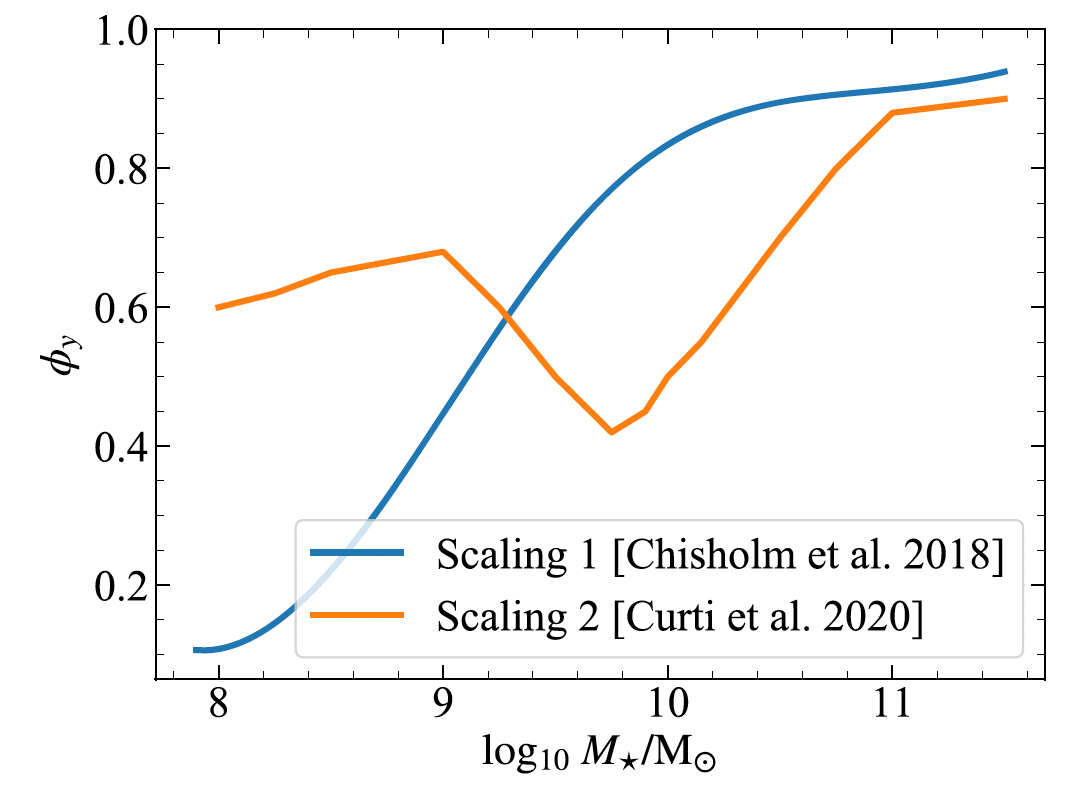 1.0
0.8
0.6
0.4
0.2
ϕy
8 9 10 11
log10 M⋆/M⊙
Scaling 1 [Chisholm et al. 2018]
Scaling 2 [Curti et al. 2020]